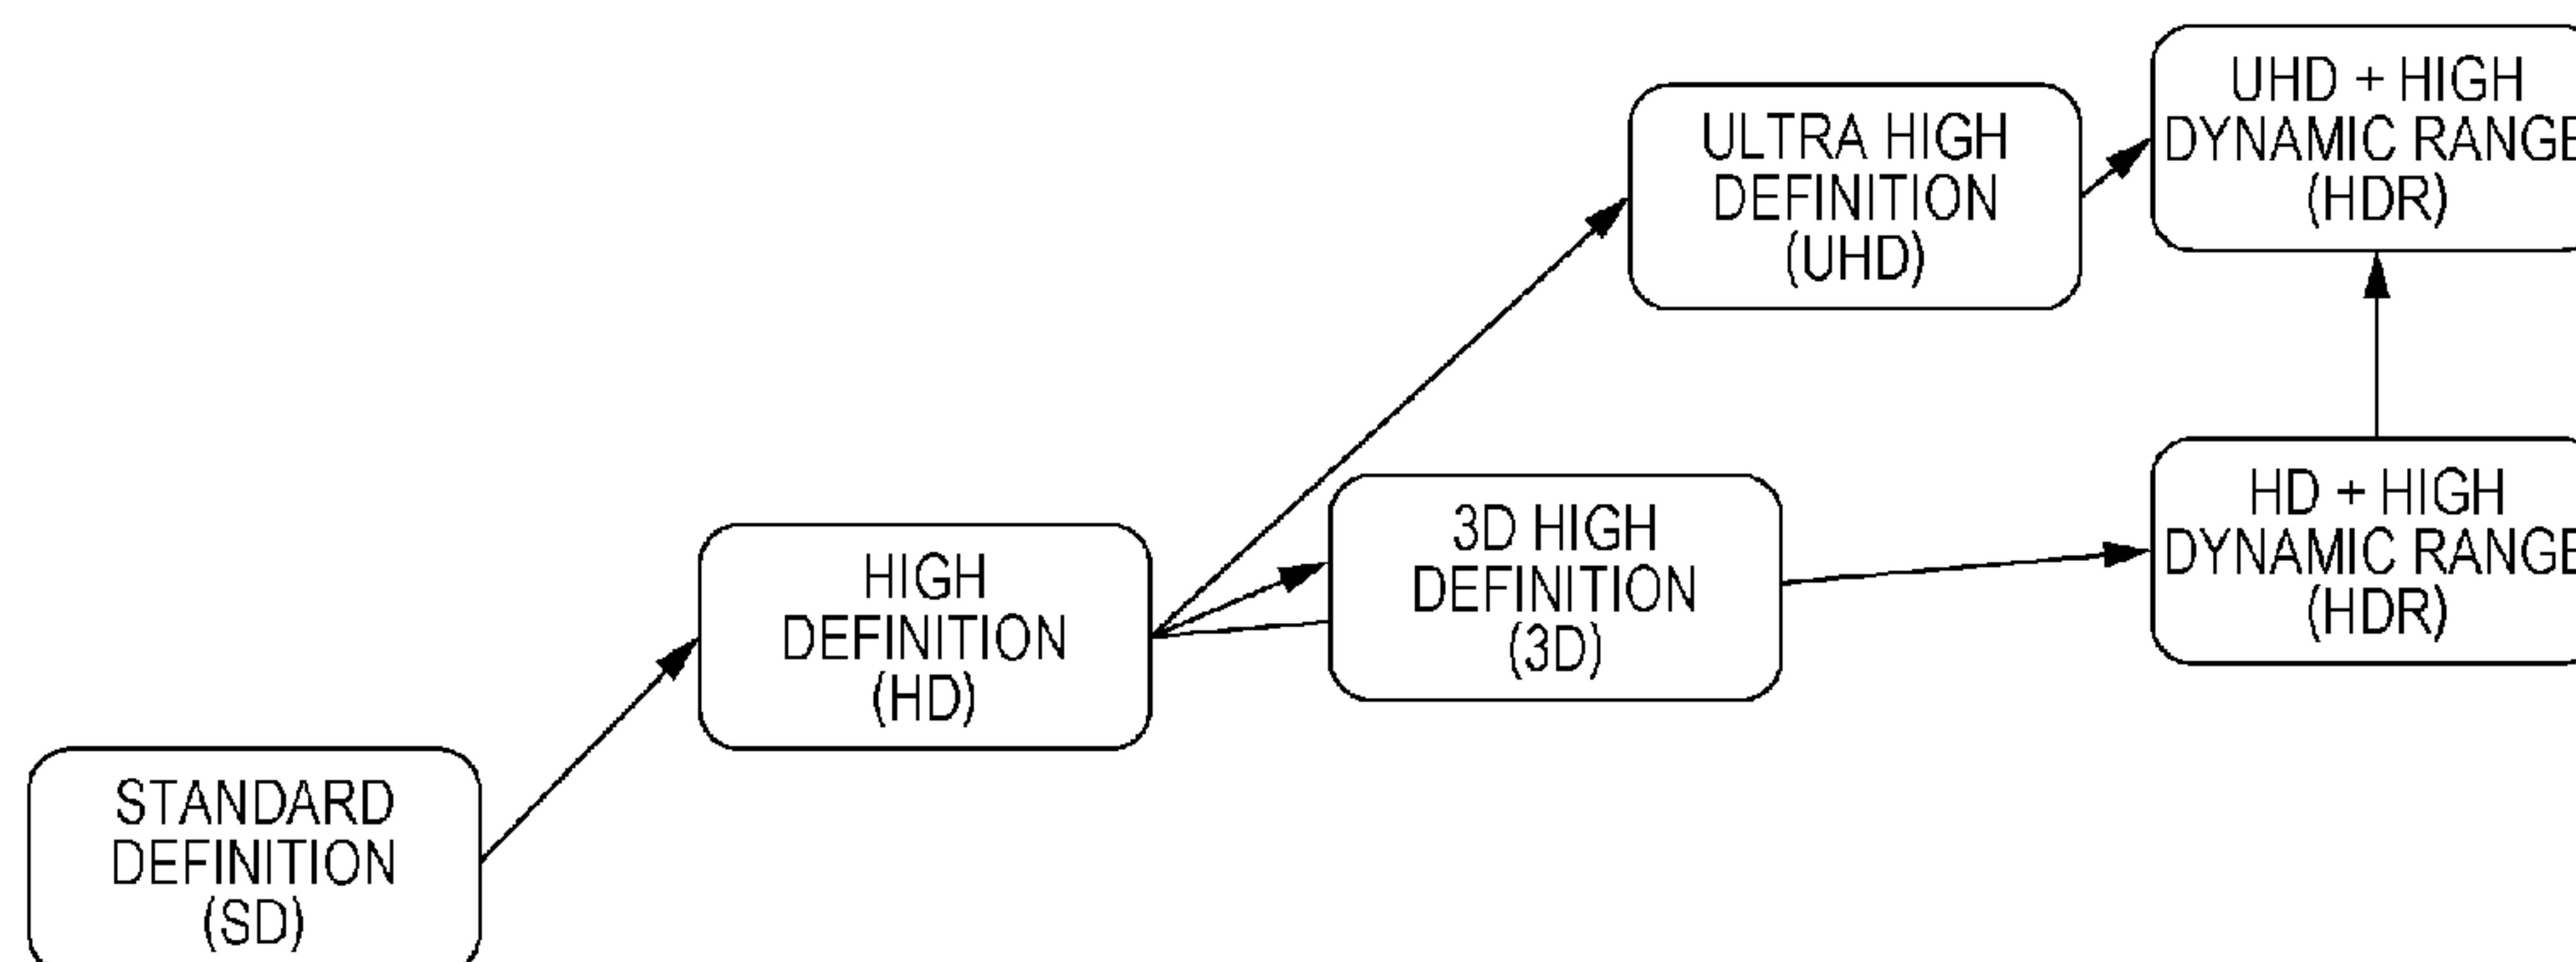 UHD + HIGH
DYNAMIC RANGE
(HDR)
ULTRA HIGH
DEFINITION
(UHD)
HD + HIGH
DYNAMIC RANGE
(HDR)
3D HIGH
DEFINITION
(3D)
HIGH
DEFINITION
(HD)
STANDARD
DEFINITION
(SD)